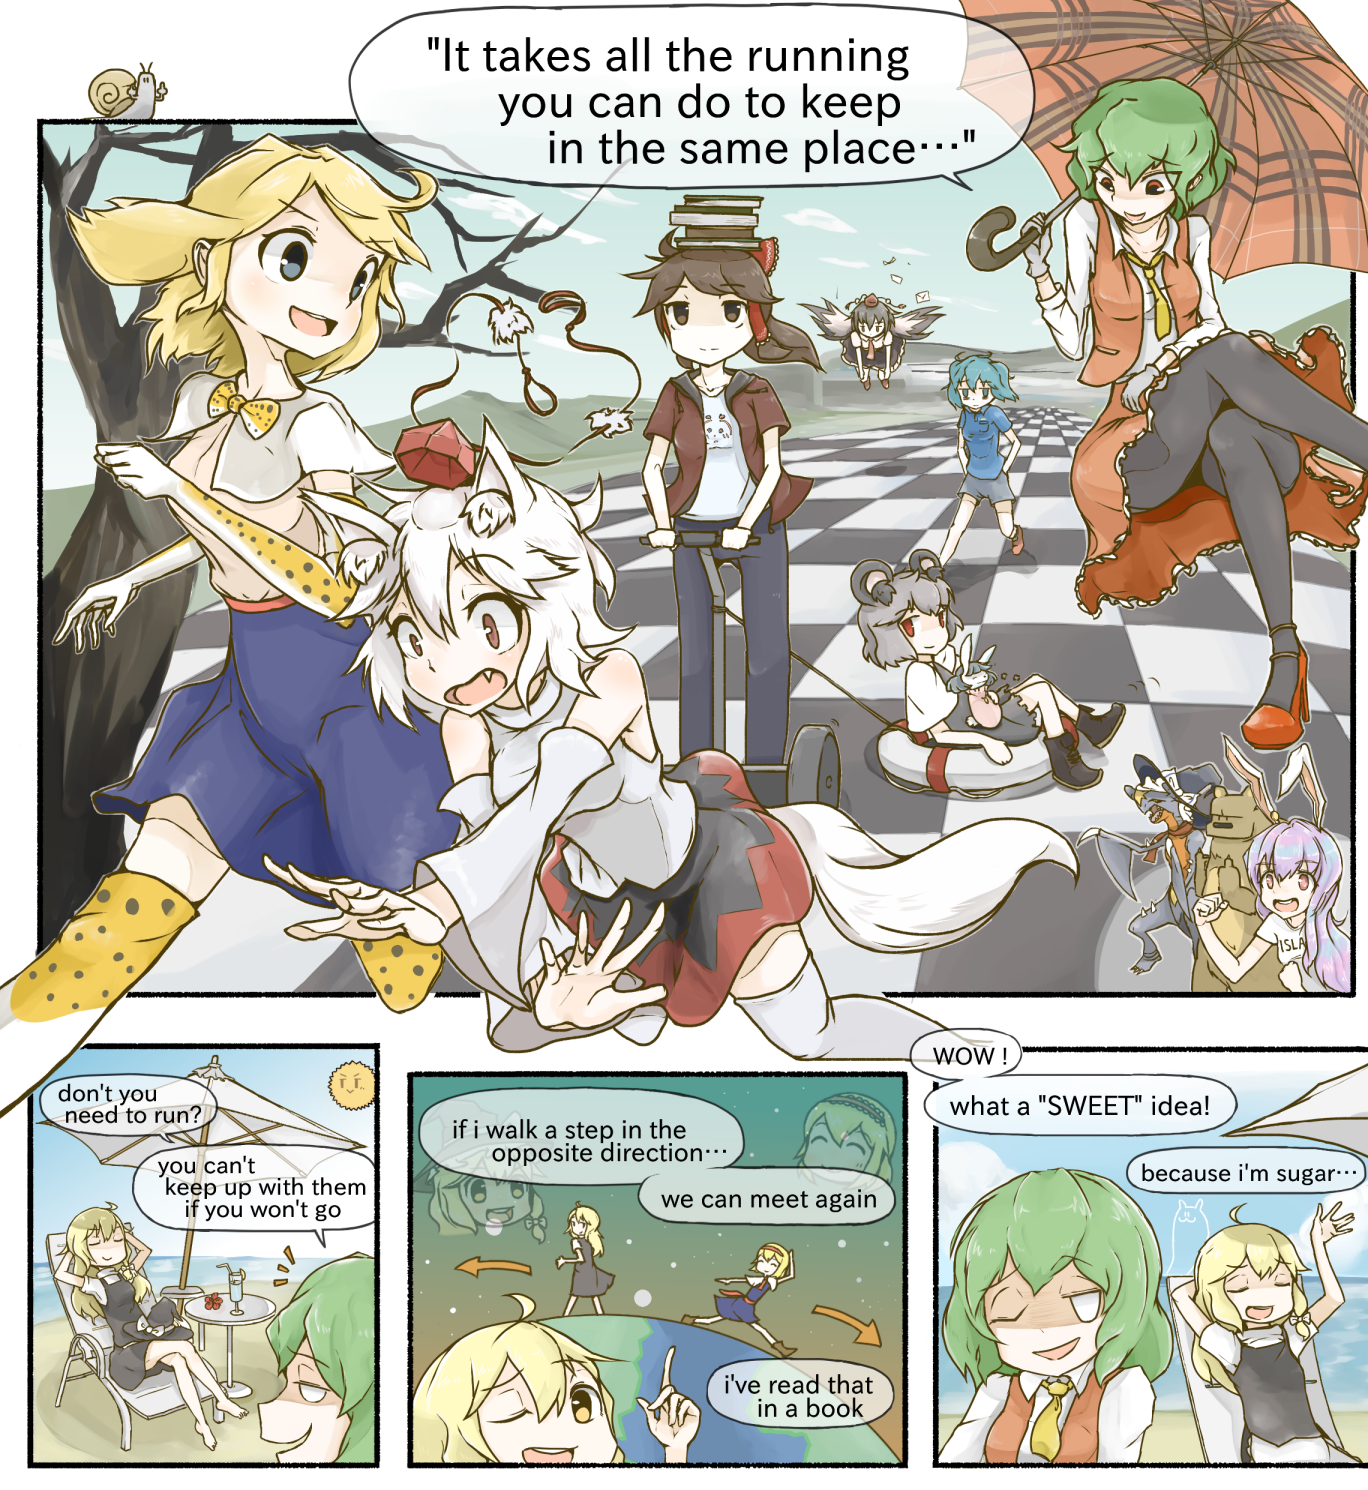 "It takes all the running
you can do to keep
in the same place…"
ISLA
don't you
need to run?
you can't
keep up with them
if you won't go
if i walk a step in the
opposite direction…
we can meet again
i've read that
in a book
WOW !
what a "SWEET" idea!
because i'm sugar…